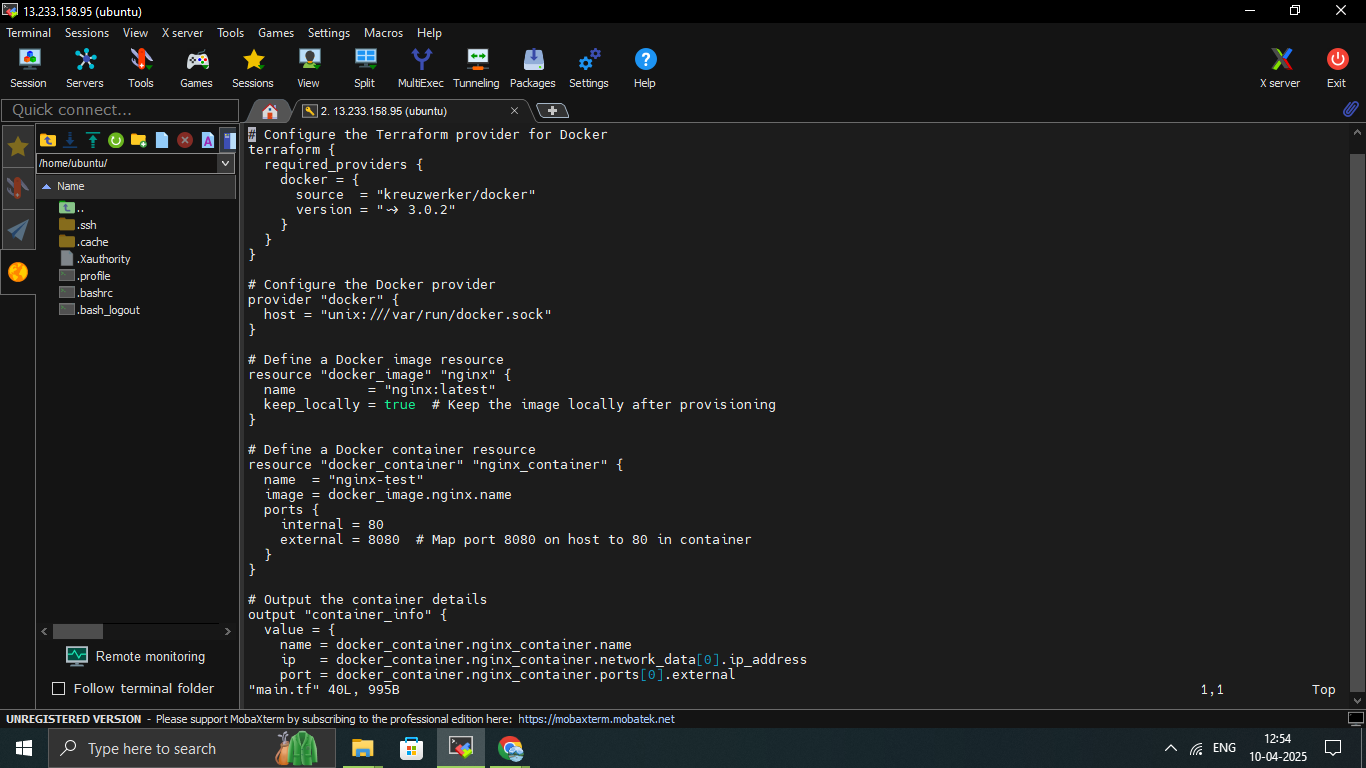 13.233.158.95 (ubuntu)
Terminal Sessions View X server Tools Games Settings Macros Help
Session Servers Tools Games Sessions View Split MultiExec Tunneling Packages Settings Help X server Exit
Quick connect...
2. 13.233.158.95 (ubuntu)
/home/ubuntu/
Name
..
.ssh
.cache
.Xauthority
.profile
.bashrc
.bash_logout
Remote monitoring
Follow terminal folder
# Configure the Terraform provider for Docker
terraform {
  required_providers {
    docker = {
      source  = "kreuzwerker/docker"
      version = "~> 3.0.2"
    }
  }
}
# Configure the Docker provider
provider "docker" {
  host = "unix:///var/run/docker.sock"
}
# Define a Docker image resource
resource "docker_image" "nginx" {
  name         = "nginx:latest"
  keep_locally = true  # Keep the image locally after provisioning
}
# Define a Docker container resource
resource "docker_container" "nginx_container" {
  name  = "nginx-test"
  image = docker_image.nginx.name
  ports {
    internal = 80
    external = 8080  # Map port 8080 on host to 80 in container
  }
}
# Output the container details
output "container_info" {
  value = {
    name = docker_container.nginx_container.name
    ip   = docker_container.nginx_container.network_data[0].ip_address
    port = docker_container.nginx_container.ports[0].external
"main.tf" 40L, 995B 1,1 Top
UNREGISTERED VERSION - Please support MobaXterm by subscribing to the professional edition here: https://mobaxterm.mobatek.net
Type here to search
ENG
12:54
10-04-2025